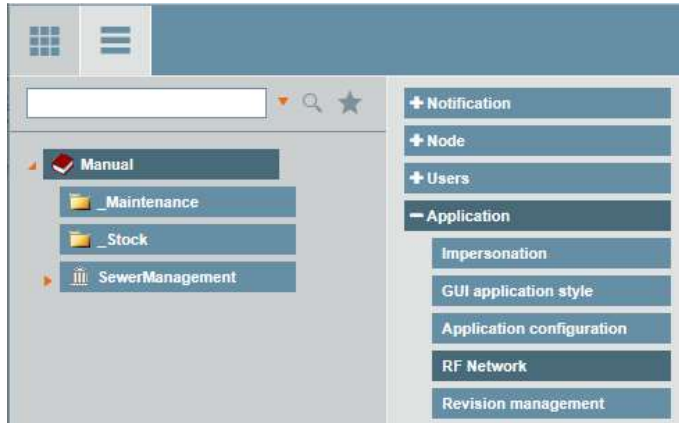 Manual
_Maintenance
_Stock
SewerManagement
Notification
Node
Users
Application
Impersonation
GUI application style
Application configuration
RF Network
Revision management